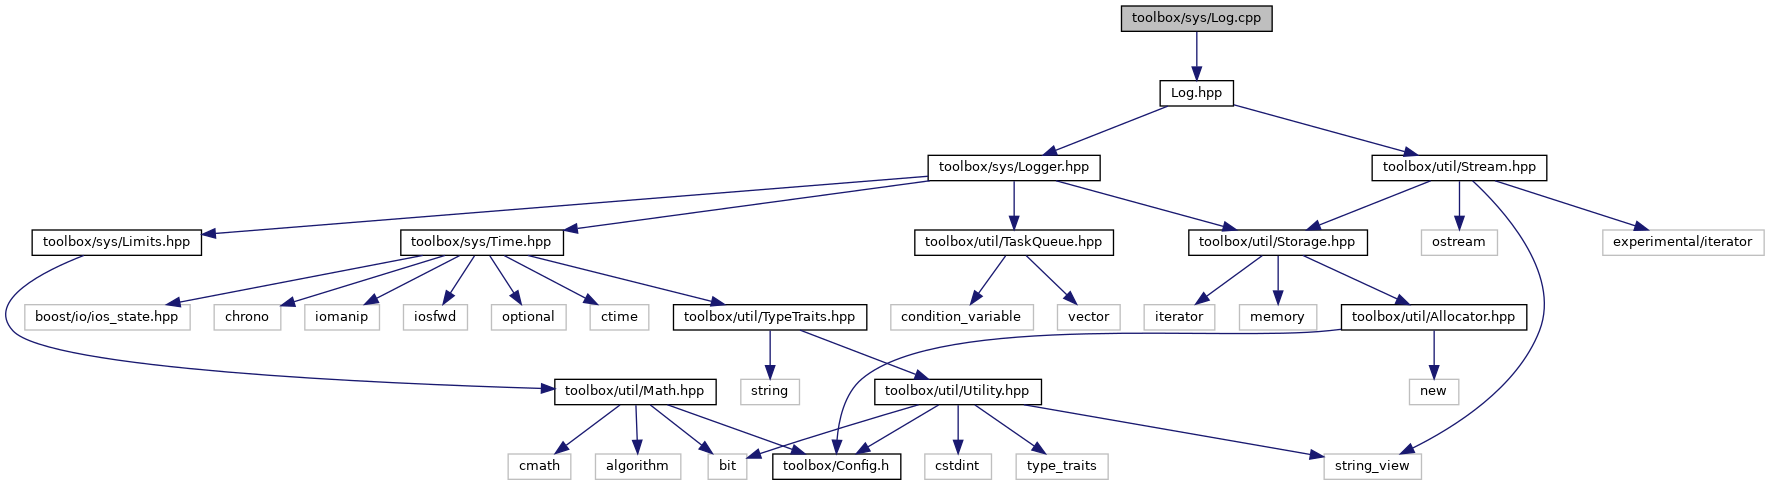 toolbox/sys/Log.cpp
Log.hpp
toolbox/sys/Logger.hpp
toolbox/util/Stream.hpp
toolbox/sys/Limits.hpp
toolbox/sys/Time.hpp
toolbox/util/TaskQueue.hpp
toolbox/util/Storage.hpp
ostream
experimental/iterator
boost/io/ios_state.hpp
chrono
iomanip
iosfwd
optional
ctime
toolbox/util/TypeTraits.hpp
condition_variable
vector
iterator
memory
toolbox/util/Allocator.hpp
toolbox/util/Math.hpp
string
toolbox/util/Utility.hpp
new
cmath
algorithm
bit
toolbox/Config.h
cstdint
type_traits
string_view